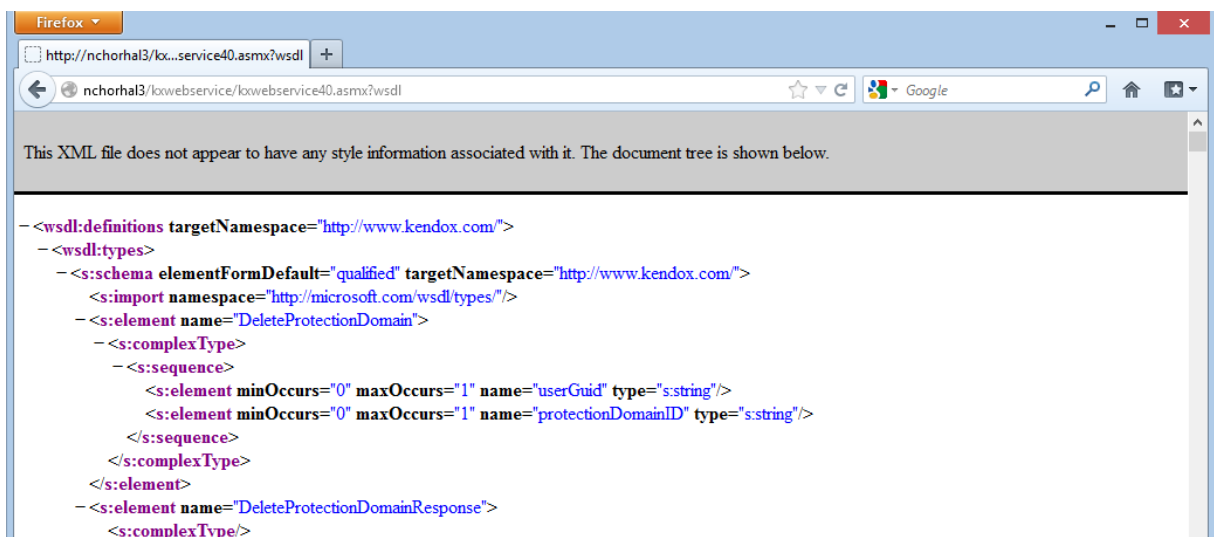 Firefox
http://nchorhal3/kx...service40.asmx?wsdl
nchorhal3/kxwebservice/kxwebservice40.asmx?wsdl
Google
This XML file does not appear to have any style information associated with it. The document tree is shown below.
−<wsdl:definitions targetNamespace="http://www.kendox.com/">
−<wsdl:types>
−<s:schema elementFormDefault="qualified" targetNamespace="http://www.kendox.com/">
<s:import namespace="http://microsoft.com/wsdl/types/"/>
−<s:element name="DeleteProtectionDomain">
−<s:complexType>
−<s:sequence>
<s:element minOccurs="0" maxOccurs="1" name="userGuid" type="s:string"/>
<s:element minOccurs="0" maxOccurs="1" name="protectionDomainID" type="s:string"/>
</s:sequence>
</s:complexType>
</s:element>
−<s:element name="DeleteProtectionDomainResponse">
<s:complexType/>